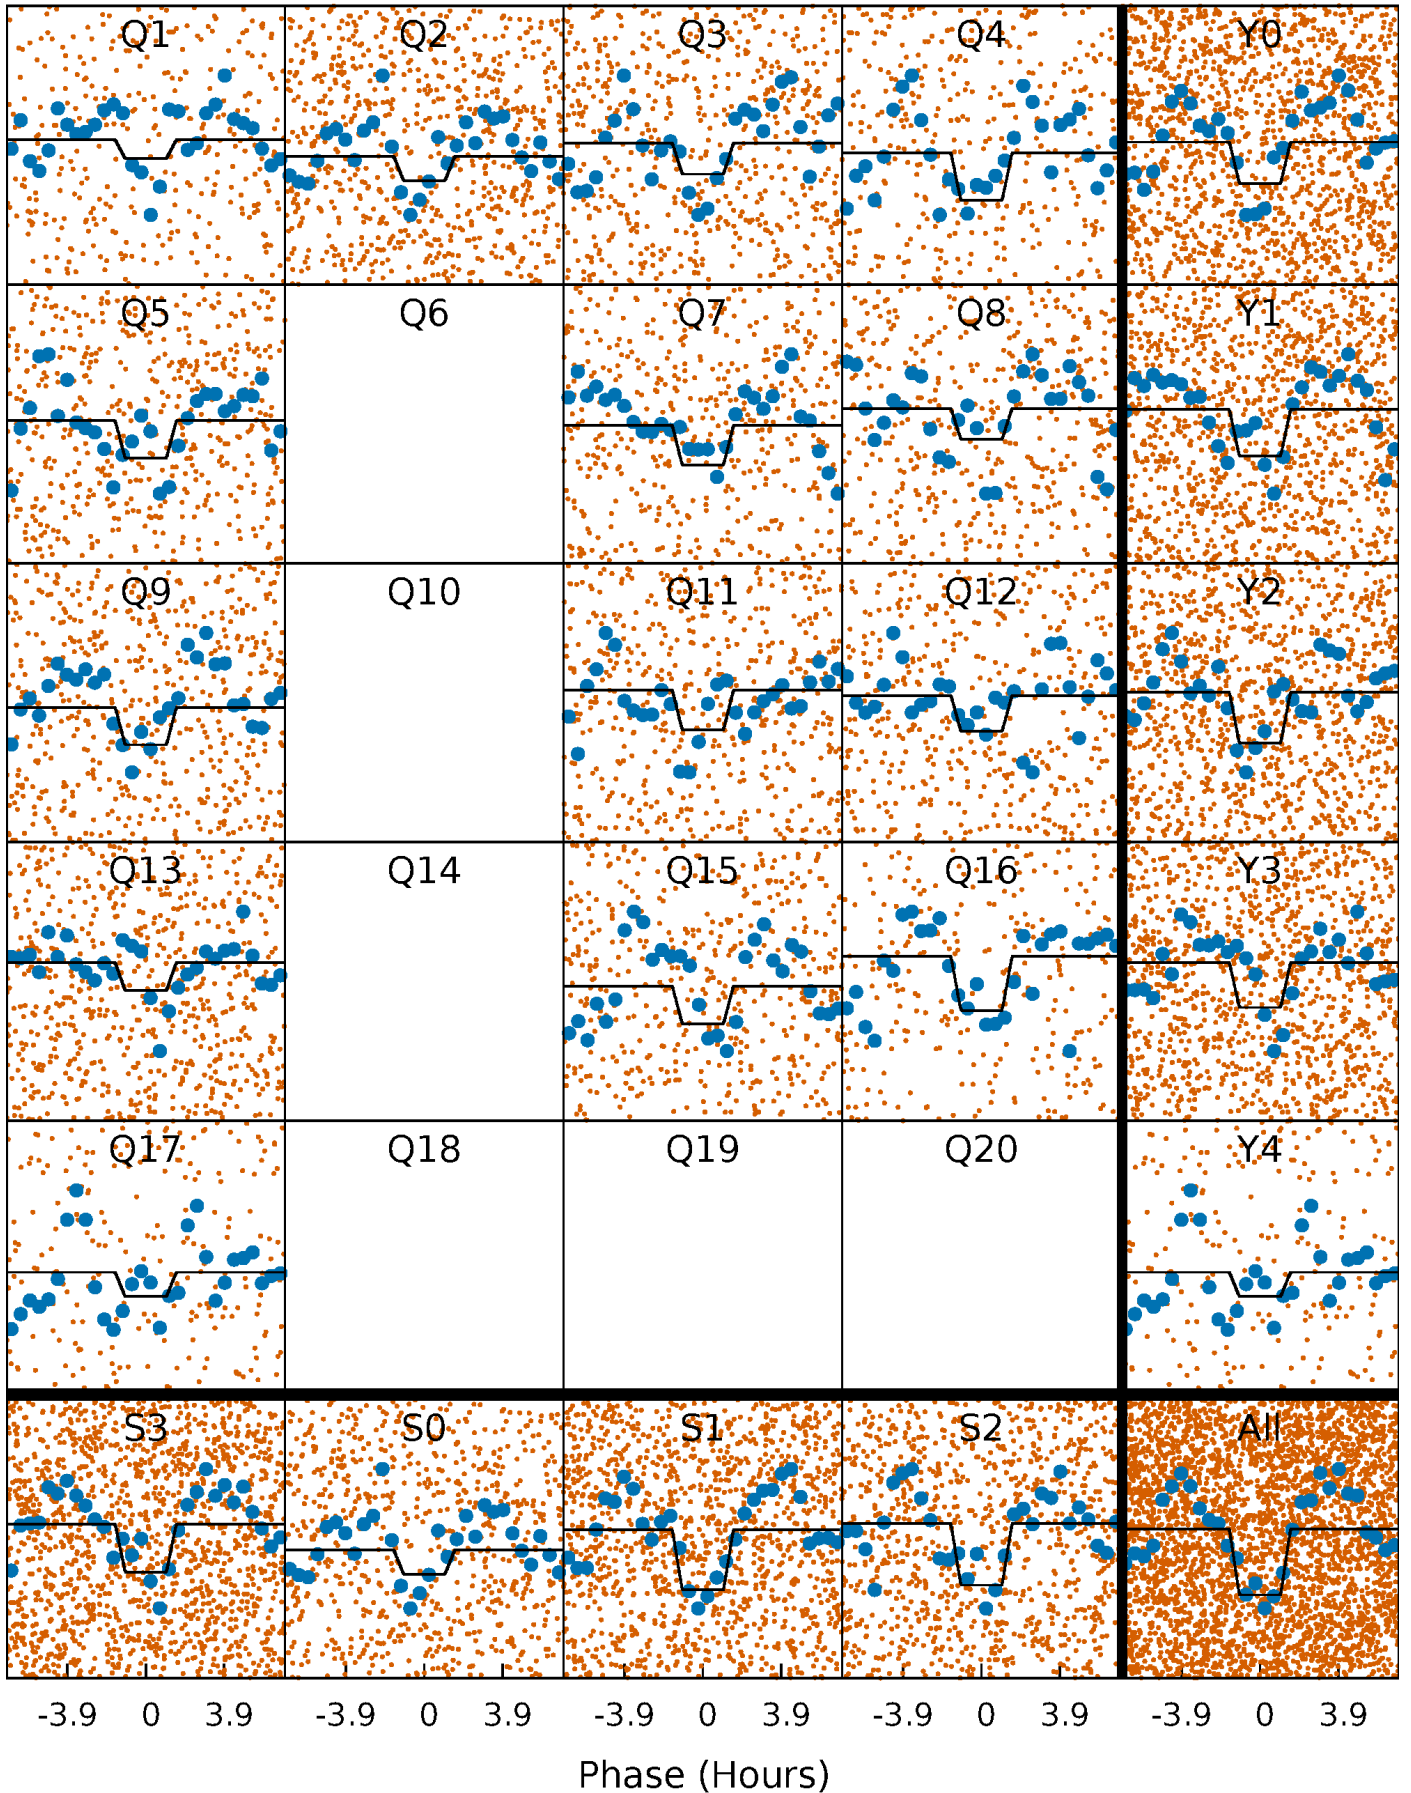 Q1 Q2 Q3 Q4 Y0
Q5 Q6 Q7 Q8 Y1
Q9 Q10 Q11 Q12 Y2
Q13 Q14 Q15 Q16 Y3
Q17 Q18 Q19 Q20 Y4
S3 S0 S1 S2 All
-3.9 0 3.9 -3.9 0 3.9 -3.9 0 3.9 -3.9 0 3.9 -3.9 0 3.9
Phase (Hours)